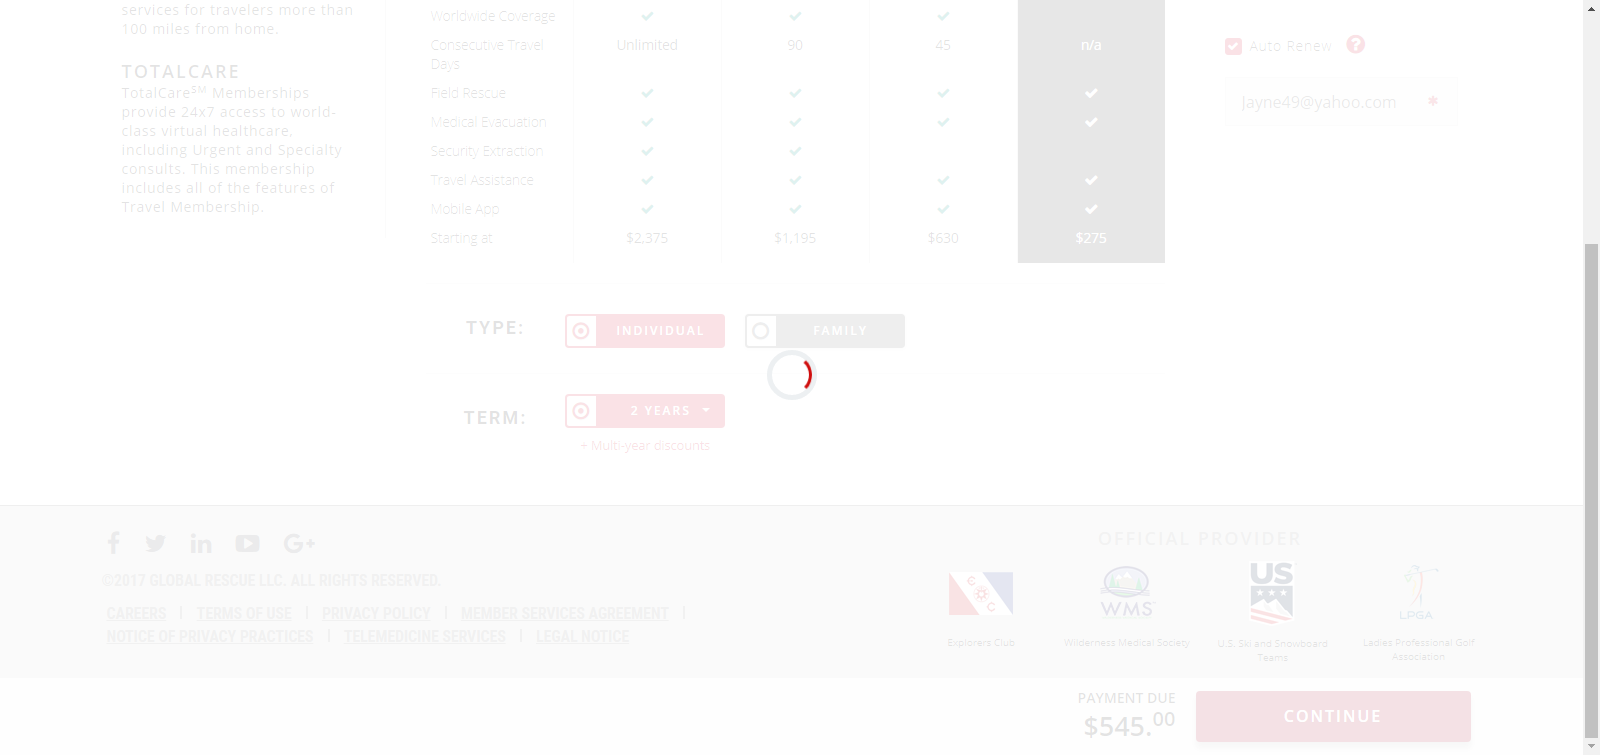 services for travelers more than
100 miles from home.
TOTALCARE
TotalCareSM Memberships
provide 24x7 access to world-
class virtual healthcare,
including Urgent and Specialty
consults. This membership
includes all of the features of
Travel Membership.
Worldwide Coverage
Consecutive Travel Days Unlimited 90 45 n/a
Field Rescue
Medical Evacuation
Security Extraction
Travel Assistance
Mobile App
Starting at $2,375 $1,195 $630 $275
Auto Renew ?
Jayne49@yahoo.com *
TYPE: INDIVIDUAL FAMILY
TERM: 2 YEARS
+ Multi-year discounts
©2017 GLOBAL RESCUE LLC. ALL RIGHTS RESERVED.
CAREERS | TERMS OF USE | PRIVACY POLICY | MEMBER SERVICES AGREEMENT |
NOTICE OF PRIVACY PRACTICES | TELEMEDICINE SERVICES | LEGAL NOTICE
OFFICIAL PROVIDER
WMS
US
LPGA
Explorers Club
Wilderness Medical Society
U.S. Ski and Snowboard
Teams
Ladies Professional Golf
Association
PAYMENT DUE
$545.00
CONTINUE